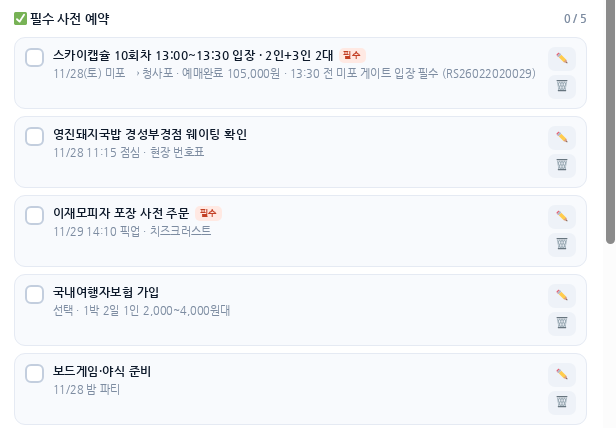 ✅ 필수 사전 예약
0 / 5
스카이캡슐 10회차 13:00~13:30 입장 · 2인+3인 2대 필수
11/28(토) 미포 → 청사포 · 예매완료 105,000원 · 13:30 전 미포 게이트 입장 필수 (RS26022020029)
영진돼지국밥 경성부경점 웨이팅 확인
11/28 11:15 점심 · 현장 번호표
이재모피자 포장 사전 주문 필수
11/29 14:10 픽업 · 치즈크러스트
국내여행자보험 가입
선택 · 1박 2일 1인 2,000~4,000원대
보드게임·야식 준비
11/28 밤 파티